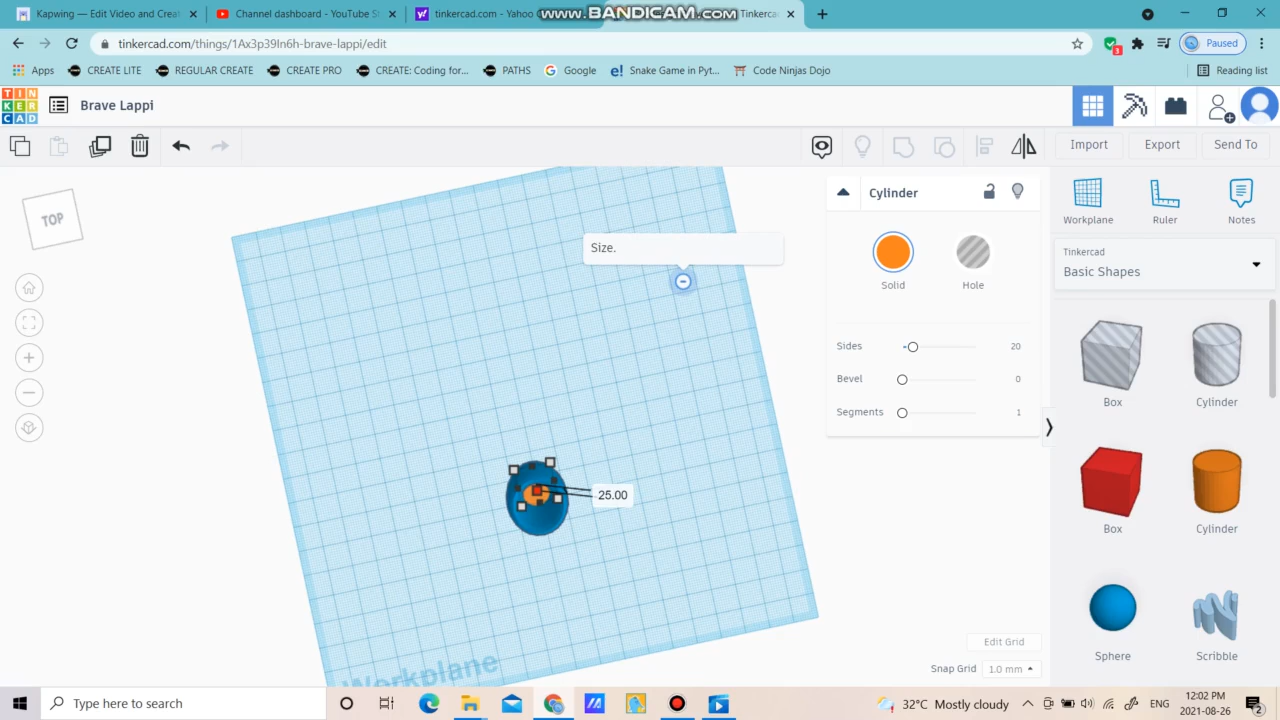 Kapwing — Edit Video and Creat
Channel dashboard - YouTube S
tinkercad.com - Yahoo
WWW.BANDICAM.COM
Tinkerc
tinkercad.com/things/1Ax3p39In6h-brave-lappi/edit
3
Paused
Apps
CREATE LITE
REGULAR CREATE
CREATE PRO
CREATE: Coding for...
PATHS
Google
Snake Game in Pyt...
Code Ninjas Dojo
Reading list
TIN
KER
CAD
Brave Lappi
Import
Export
Send To
TOP
Size.
Cylinder
Workplane
Ruler
Notes
Solid
Hole
Tinkercad
Basic Shapes
Sides
20
Bevel
0
Segments
1
Box
Cylinder
25.00
Box
Cylinder
Workplane
Edit Grid
Snap Grid
1.0 mm
Sphere
Scribble
Type here to search
32°C Mostly cloudy
ENG
12:02 PM
2021-08-26
2